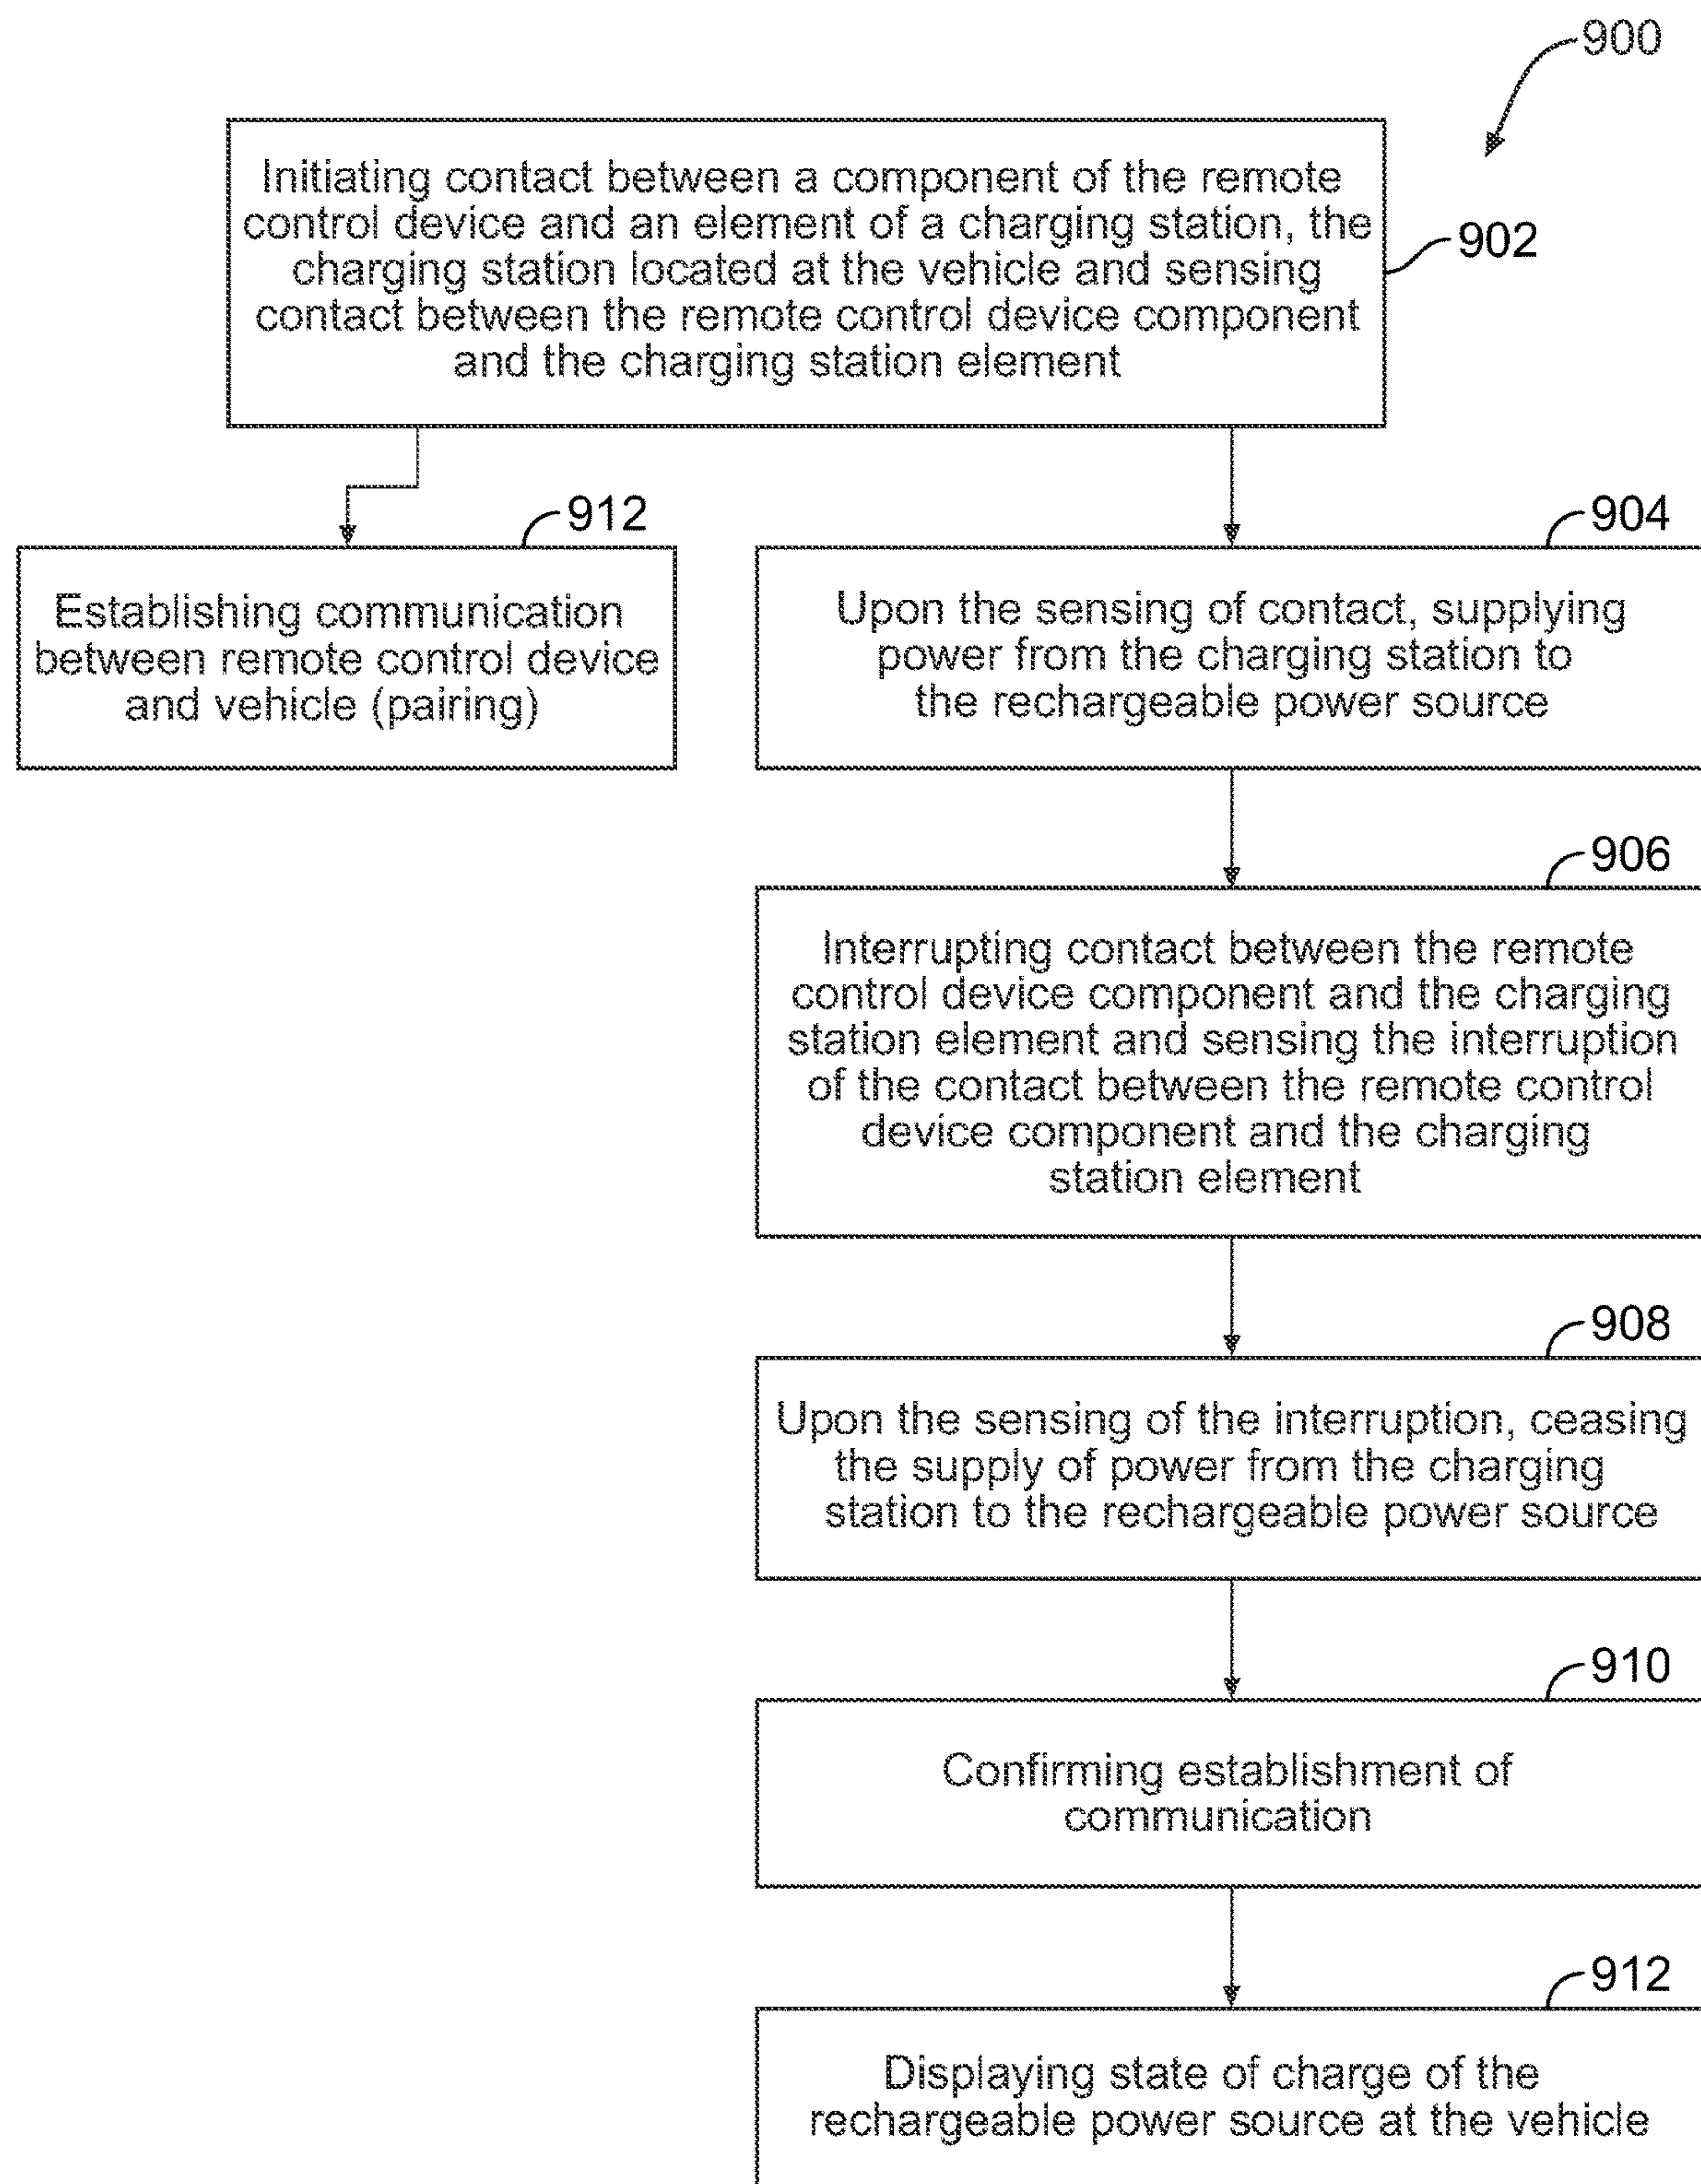 900
Initiating contact between a component of the remote
control device and an element of a charging station, the
charging station located at the vehicle and sensing
contact between the remote control device component
and the charging station element
902
912
Establishing communication
between remote control device
and vehicle (pairing)
904
Upon the sensing of contact, supplying
power from the charging station to
the rechargeable power source
906
Interrupting contact between the remote
control device component and the charging
station element and sensing the interruption
of the contact between the remote control
device component and the charging
station element
908
Upon the sensing of the interruption, ceasing
the supply of power from the charging
station to the rechargeable power source
910
Confirming establishment of
communication
912
Displaying state of charge of the
rechargeable power source at the vehicle